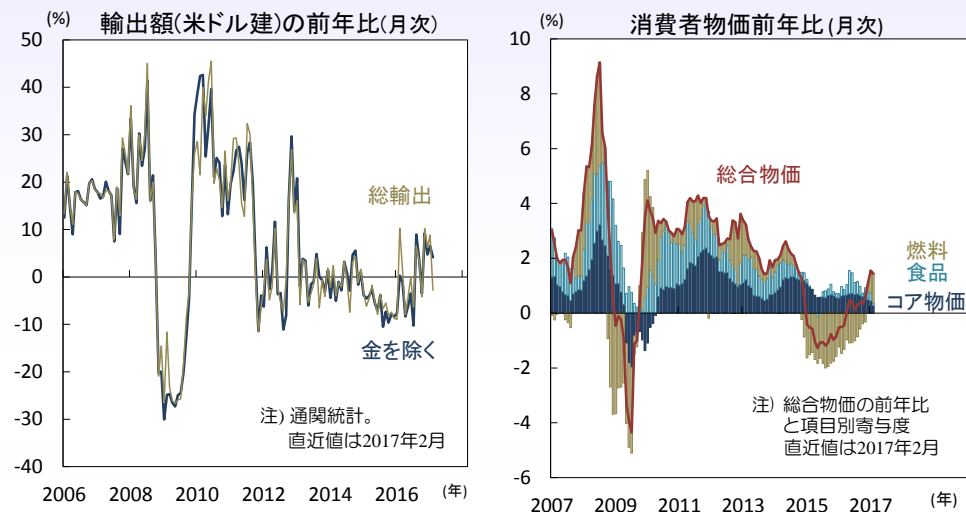 輸出額(米ドル建)の前年比(月次)
(%)
50
40
30
20
10
0
-10
-20
-30
-40
総輸出
金を除く
注) 通関統計。
直近値は2017年2月
2006 2008 2010 2012 2014 2016 (年)
消費者物価前年比(月次)
(%)
10
8
6
4
2
0
-2
-4
-6
総合物価
燃料
食品
コア物価
注) 総合物価の前年比
と項目別寄与度
直近値は2017年2月
2007 2009 2011 2013 2015 2017 (年)